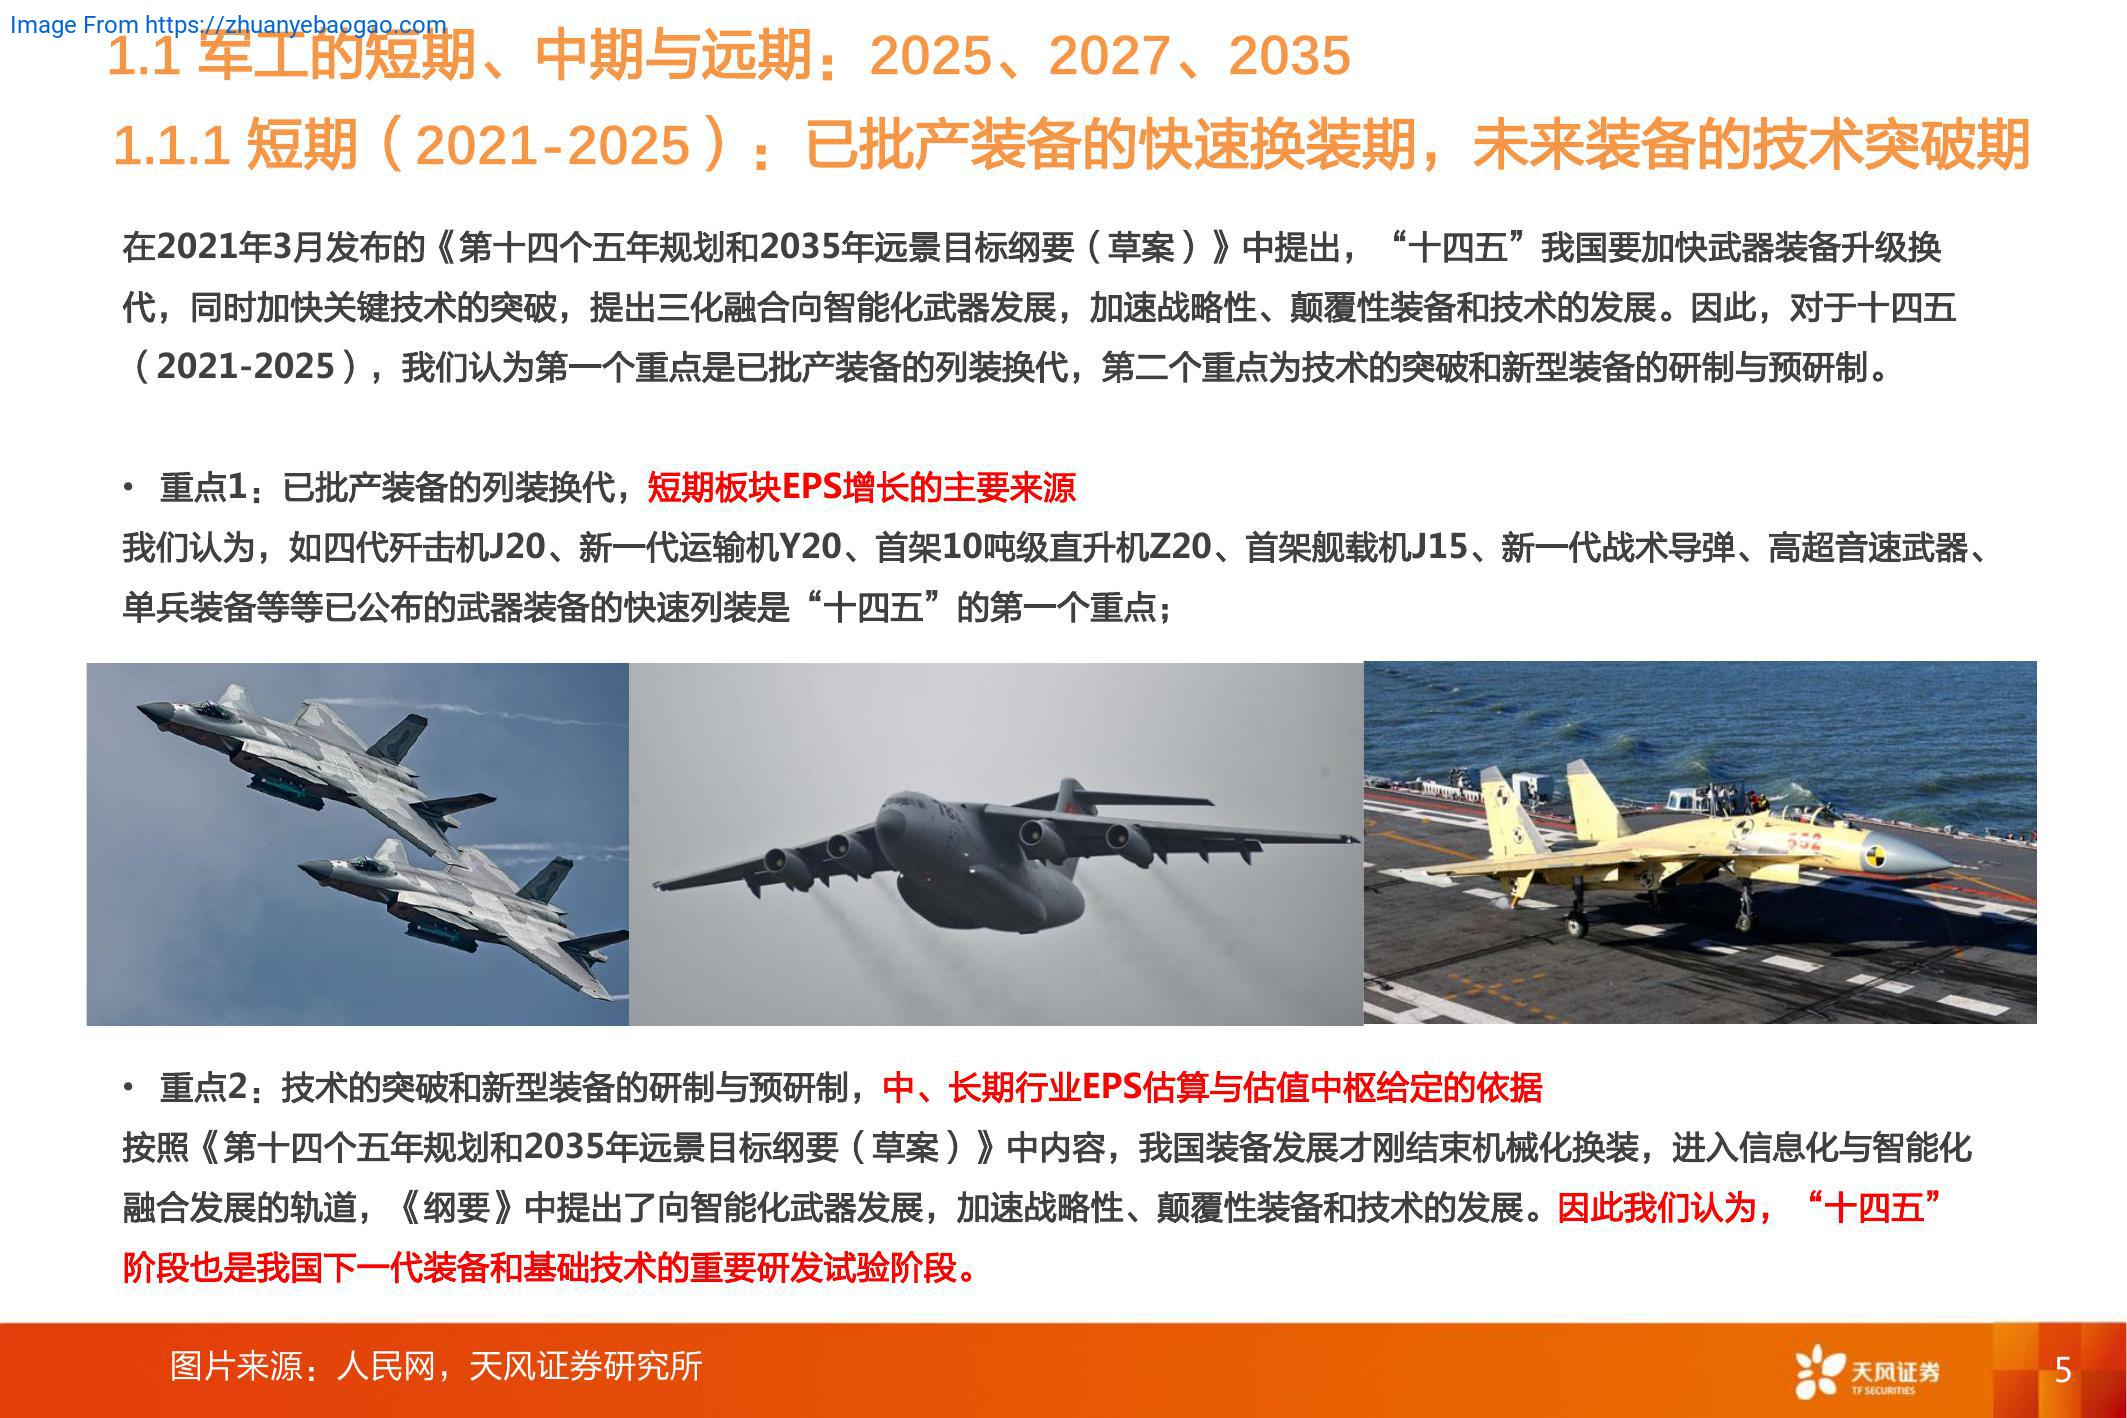 Image From https://zhuanyebaogao.com
1.1 军工的短期、中期与远期：2025、2027、2035
1.1.1 短期（2021-2025）：已批产装备的快速换装期，未来装备的技术突破期
在2021年3月发布的《第十四个五年规划和2035年远景目标纲要（草案）》中提出，“十四五”我国要加快武器装备升级换
代，同时加快关键技术的突破，提出三化融合向智能化武器发展，加速战略性、颠覆性装备和技术的发展。因此，对于十四五
（2021-2025），我们认为第一个重点是已批产装备的列装换代，第二个重点为技术的突破和新型装备的研制与预研制。
• 重点1：已批产装备的列装换代，短期板块EPS增长的主要来源
我们认为，如四代歼击机J20、新一代运输机Y20、首架10吨级直升机Z20、首架舰载机J15、新一代战术导弹、高超音速武器、
单兵装备等等已公布的武器装备的快速列装是“十四五”的第一个重点；
552
• 重点2：技术的突破和新型装备的研制与预研制，中、长期行业EPS估算与估值中枢给定的依据
按照《第十四个五年规划和2035年远景目标纲要（草案）》中内容，我国装备发展才刚结束机械化换装，进入信息化与智能化
融合发展的轨道，《纲要》中提出了向智能化武器发展，加速战略性、颠覆性装备和技术的发展。因此我们认为，“十四五”
阶段也是我国下一代装备和基础技术的重要研发试验阶段。
图片来源：人民网，天风证券研究所
天风证券
TF SECURITIES
5